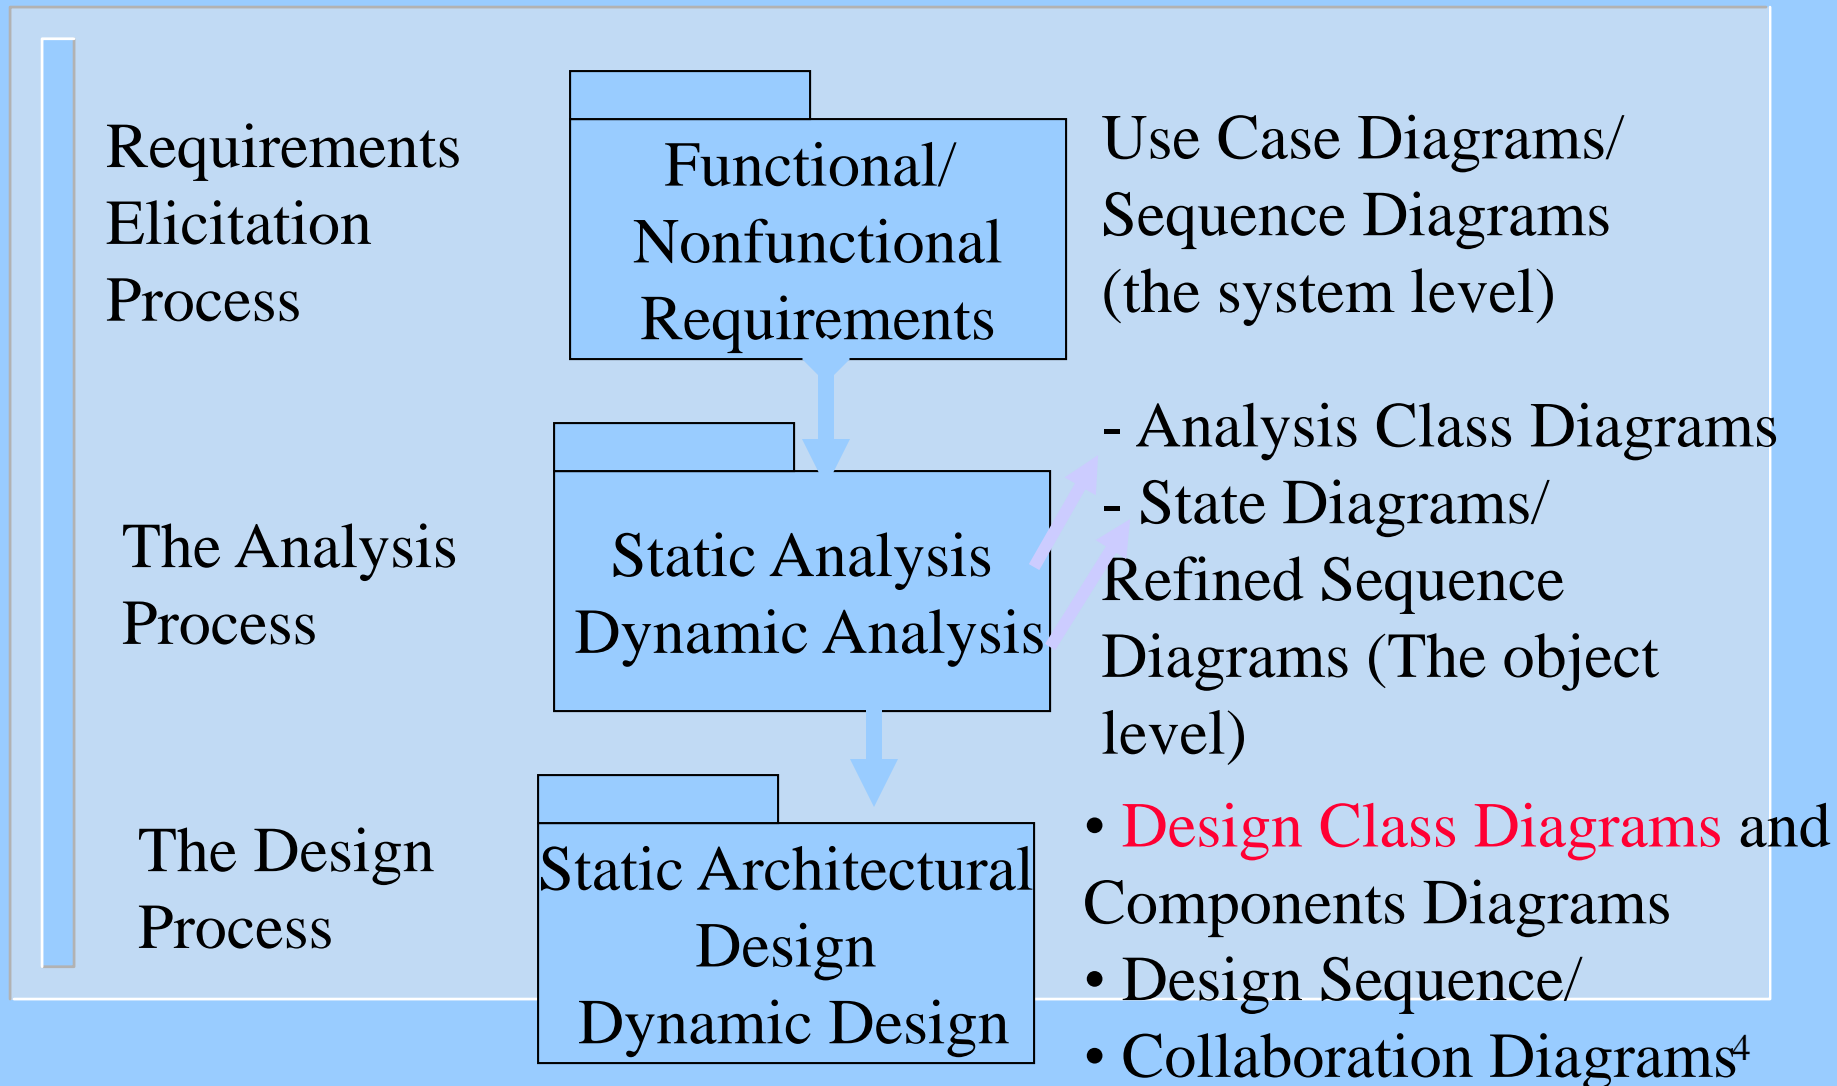 Requirements
Elicitation
Process
Functional/
Nonfunctional
Requirements
Use Case Diagrams/
Sequence Diagrams
(the system level)
The Analysis
Process
Static Analysis
Dynamic Analysis
- Analysis Class Diagrams
- State Diagrams/
Refined Sequence
Diagrams (The object
level)
The Design
Process
Static Architectural
Design
Dynamic Design
• Design Class Diagrams and
Components Diagrams
• Design Sequence/
• Collaboration Diagrams
4